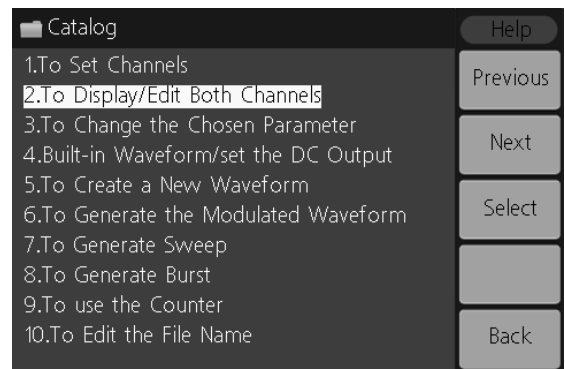 Catalog
Help
1.To Set Channels
2.To Display/Edit Both Channels
3.To Change the Chosen Parameter
4.Built-in Waveform/set the DC Output
5.To Create a New Waveform
6.To Generate the Modulated Waveform
7.To Generate Sweep
8.To Generate Burst
9.To use the Counter
10.To Edit the File Name
Previous
Next
Select
Back